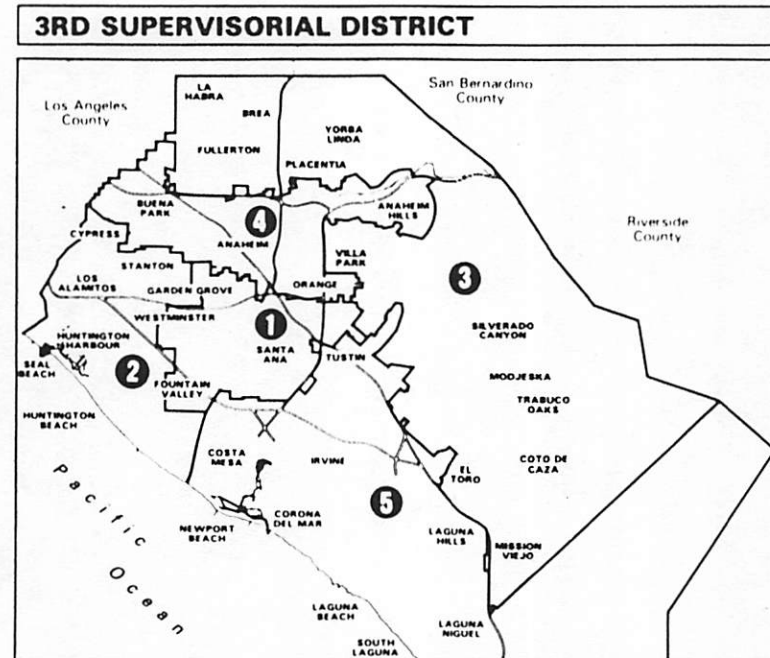 3RD SUPERVISORIAL DISTRICT
LA
HABRA
BREA
Los Angeles
County
San Bernardino
County
FULLERTON
YORBA
LINDA
PLACENTIA
BUENA
PARK
ANAHEIM
HILLS
CYPRESS
4
ANAHEIM
Riverside
County
STANTON
VILLA
PARK
3
LOS
ALAMITOS
GARDEN GROVE
ORANGE
WESTMINSTER
1
SANTA
ANA
TUSTIN
SILVERADO
CANYON
HUNTINGTON
HARBOUR
SEAL
BEACH
2
FOUNTAIN
VALLEY
MODJESKA
TRABUCO
OAKS
HUNTINGTON
BEACH
COSTA
MESA
IRVINE
EL
TORO
COTO DE
CAZA
Pacific
Ocean
NEWPORT
BEACH
CORONA
DEL MAR
5
LAGUNA
HILLS
MISSION
VIEJO
LAGUNA
BEACH
LAGUNA
NIGUEL
SOUTH
LAGUNA